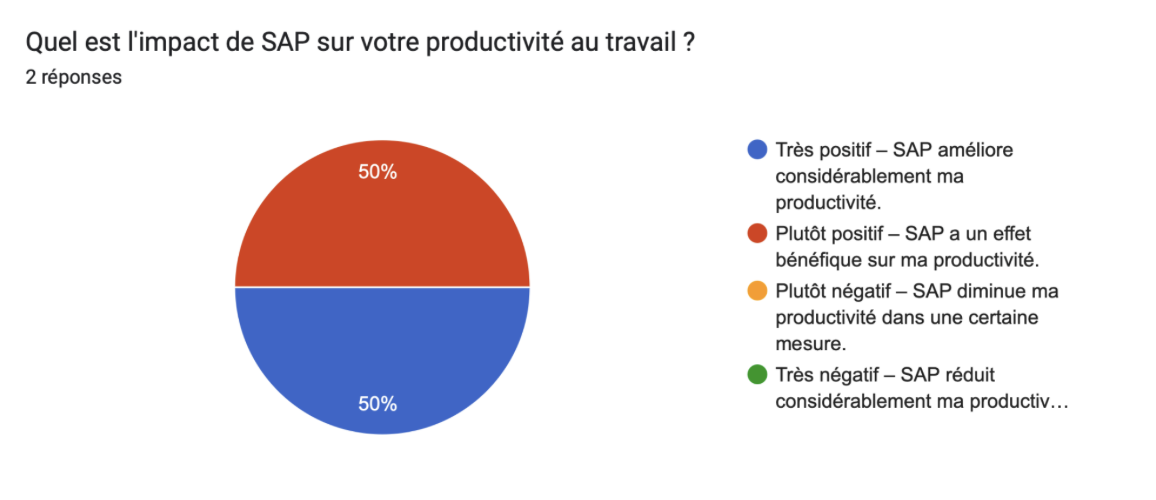 Quel est l'impact de SAP sur votre productivité au travail ?
2 réponses
50%
50%
Très positif – SAP améliore
considérablement ma
productivité.
Plutôt positif – SAP a un effet
bénéfique sur ma productivité.
Plutôt négatif – SAP diminue ma
productivité dans une certaine
mesure.
Très négatif – SAP réduit
considérablement ma productiv…